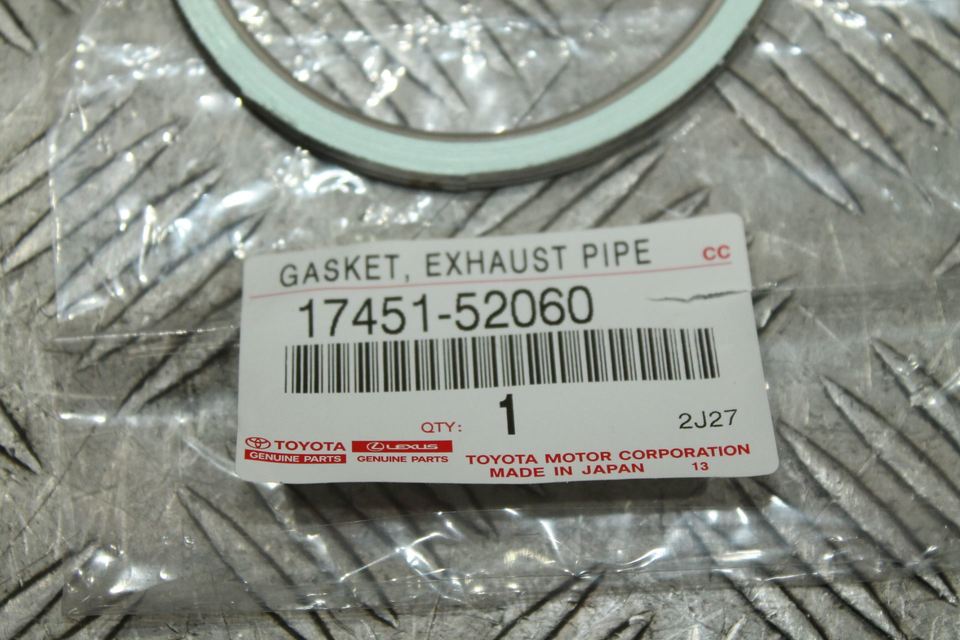 GASKET, EXHAUST PIPE CC
17451-52060
QTY: 1 2J27
TOYOTA LEXUS
GENUINE PARTS GENUINE PARTS
TOYOTA MOTOR CORPORATION
MADE IN JAPAN 13